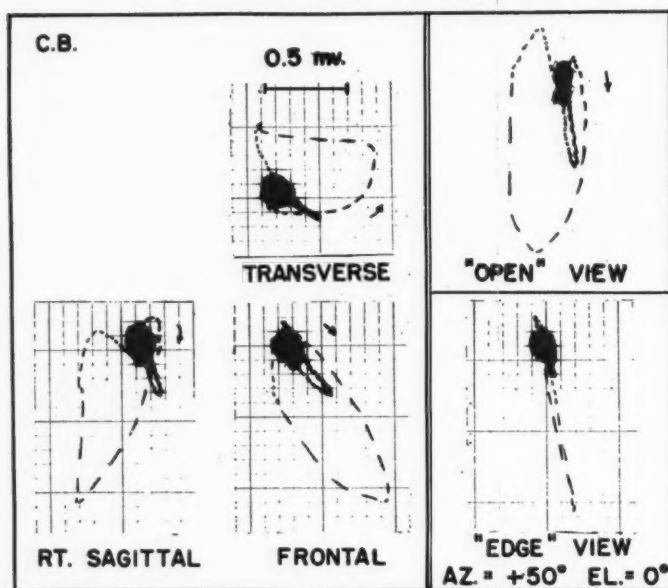 C.B.
0.5 mv.
TRANSVERSE
RT. SAGITTAL
FRONTAL
"OPEN" VIEW
"EDGE" VIEW
AZ. = +50° EL. = 0°